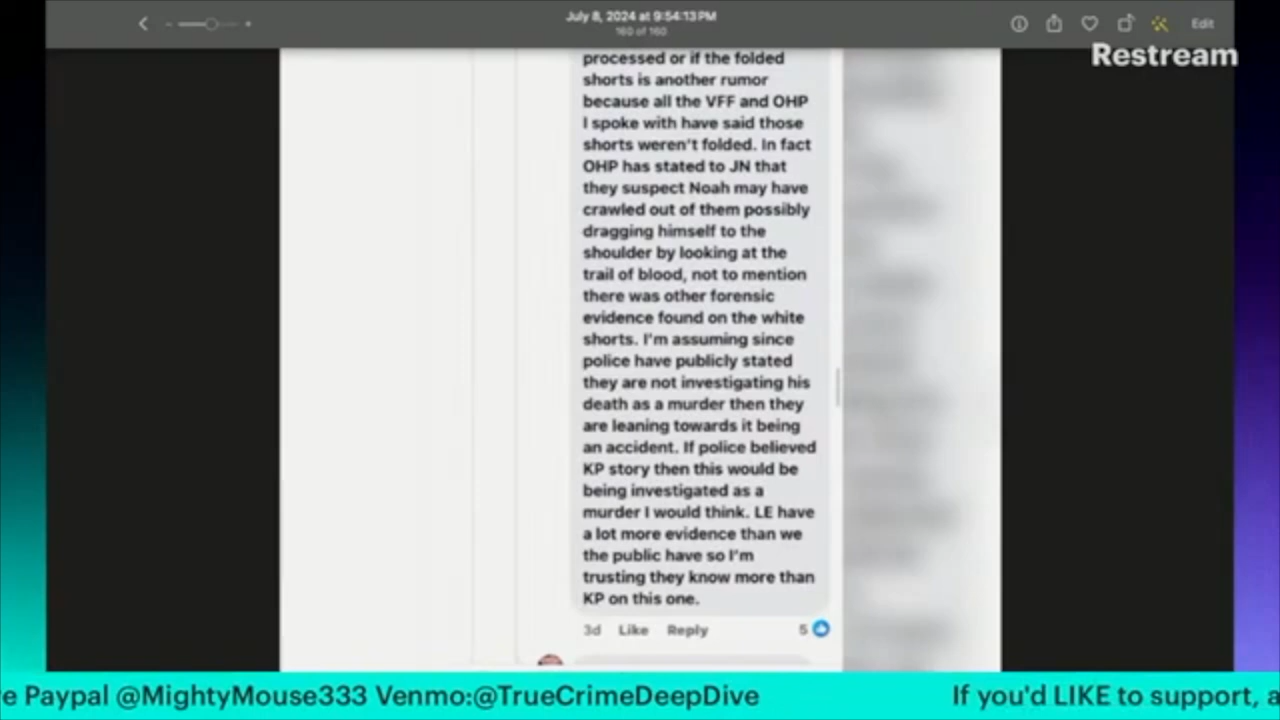 July 8, 2024 at 9:54:13 PM
160 of 160
Edit
Restream
processed or if the folded
shorts is another rumor
because all the VFF and OHP
I spoke with have said those
shorts weren't folded. In fact
OHP has stated to JN that
they suspect Noah may have
crawled out of them possibly
dragging himself to the
shoulder by looking at the
trail of blood, not to mention
there was other forensic
evidence found on the white
shorts. I'm assuming since
police have publicly stated
they are not investigating his
death as a murder then they
are leaning towards it being
an accident. If police believed
KP story then this would be
being investigated as a
murder I would think. LE have
a lot more evidence than we
the public have so I'm
trusting they know more than
KP on this one.
3d Like Reply 5
e Paypal @MightyMouse333 Venmo:@TrueCrimeDeepDive If you'd LIKE to support, a